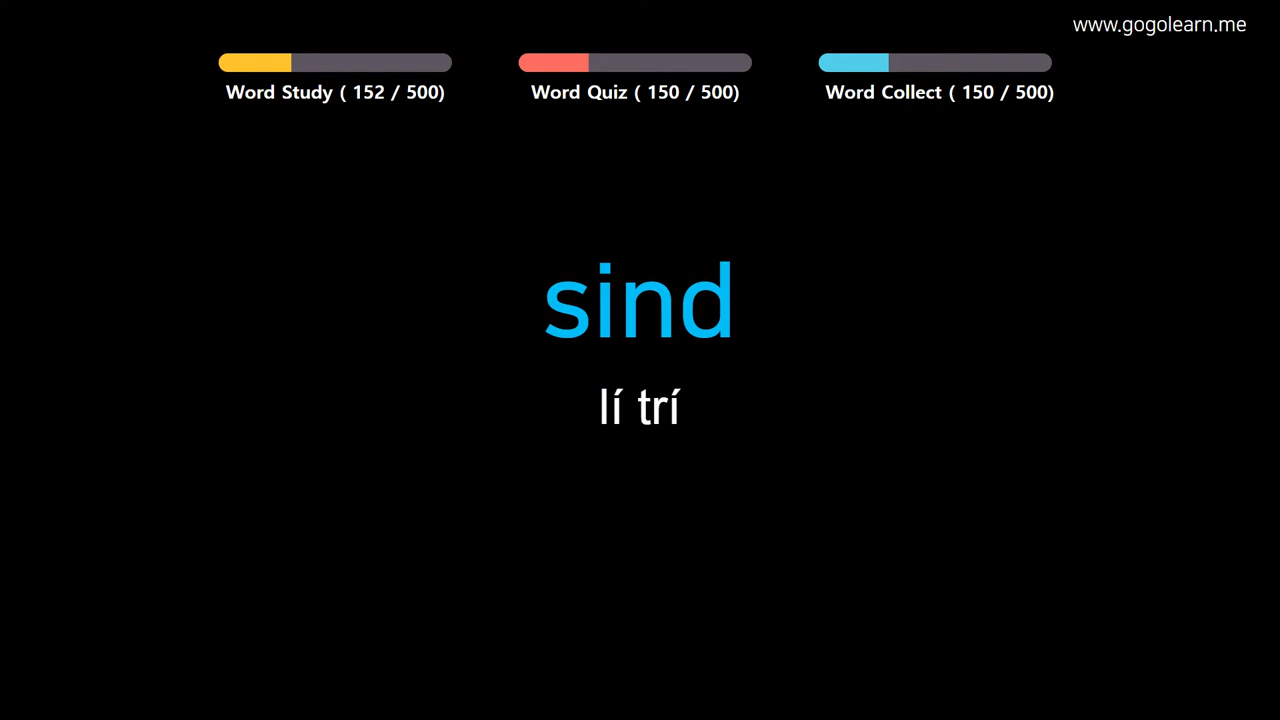 www.gogolearn.me
Word Study ( 152 / 500)
Word Quiz ( 150 / 500)
Word Collect ( 150 / 500)
sind
lí trí